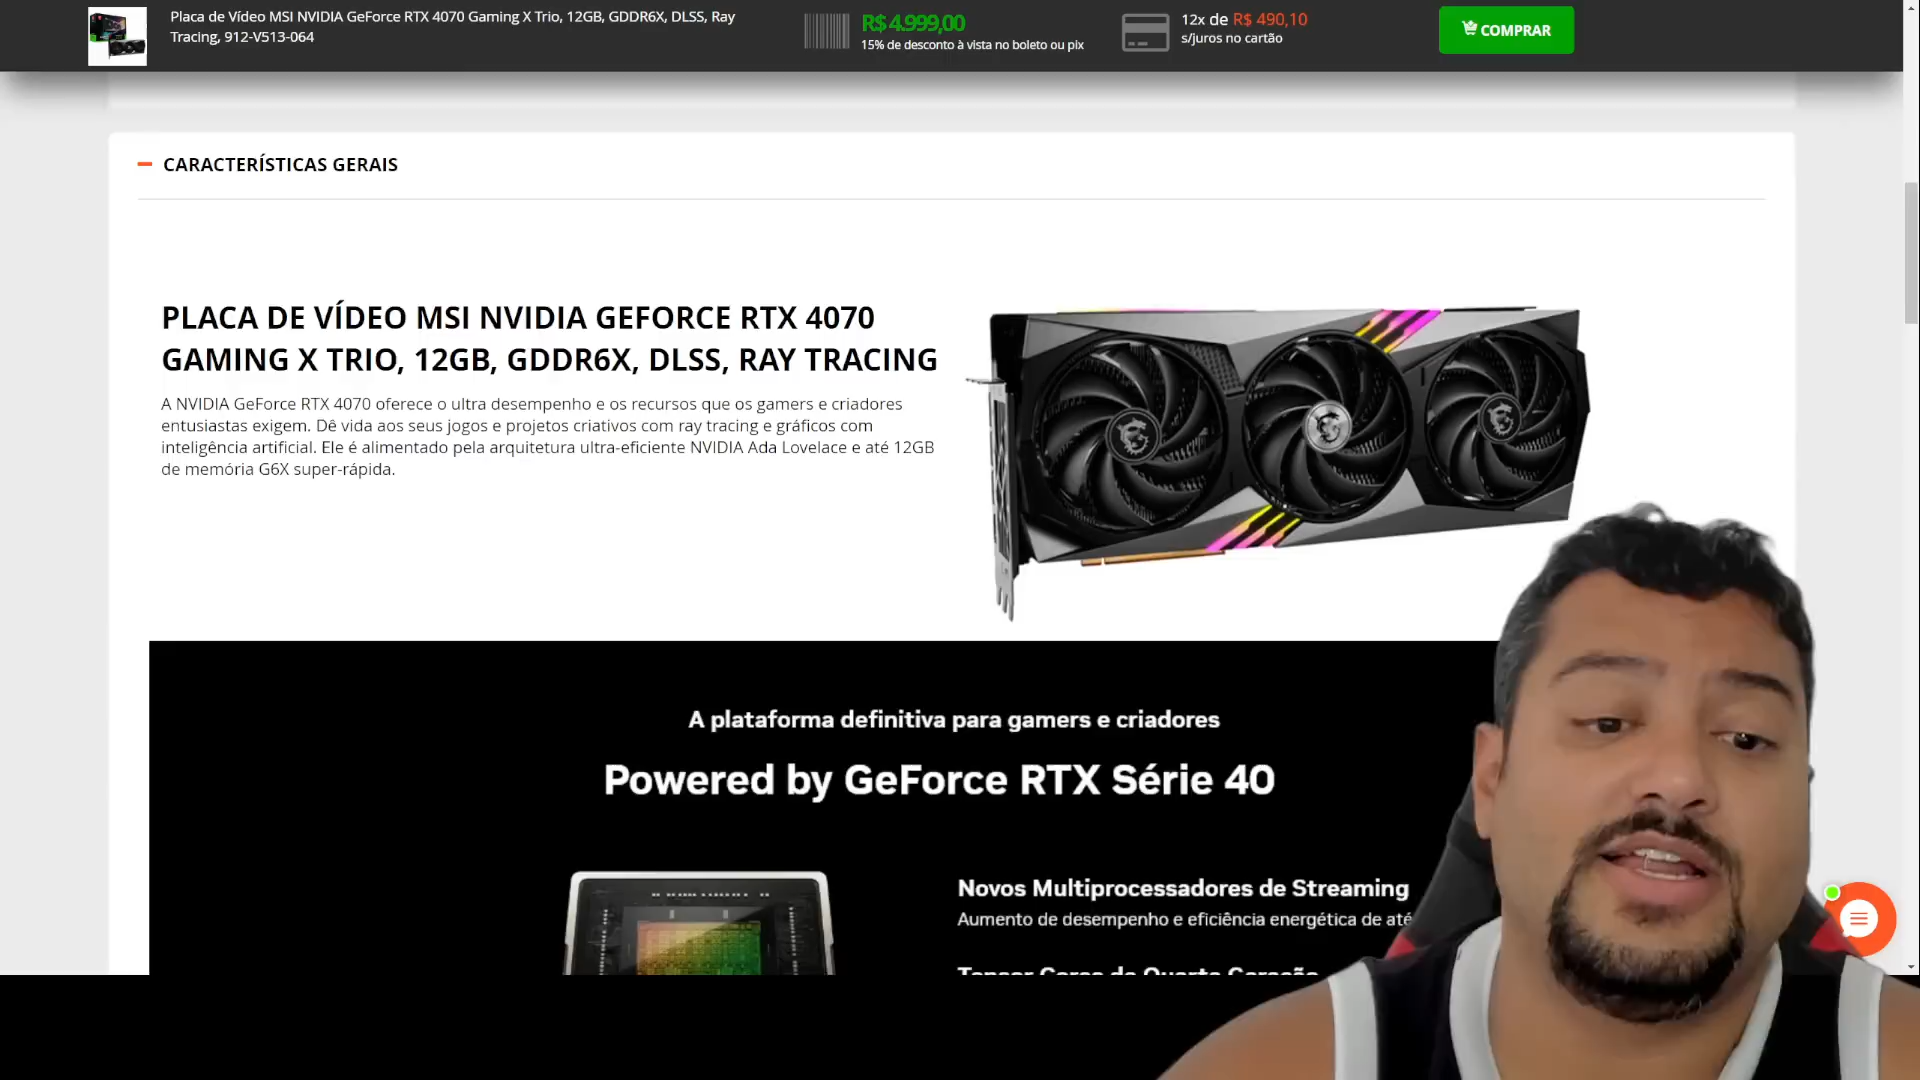 Placa de Vídeo MSI NVIDIA GeForce RTX 4070 Gaming X Trio, 12GB, GDDR6X, DLSS, Ray
Tracing, 912-V513-064
R$ 4.999,00
15% de desconto à vista no boleto ou pix
12x de R$ 490,10
s/juros no cartão
COMPRAR
CARACTERÍSTICAS GERAIS
PLACA DE VÍDEO MSI NVIDIA GEFORCE RTX 4070
GAMING X TRIO, 12GB, GDDR6X, DLSS, RAY TRACING
A NVIDIA GeForce RTX 4070 oferece o ultra desempenho e os recursos que os gamers e criadores
entusiastas exigem. Dê vida aos seus jogos e projetos criativos com ray tracing e gráficos com
inteligência artificial. Ele é alimentado pela arquitetura ultra-eficiente NVIDIA Ada Lovelace e até 12GB
de memória G6X super-rápida.
A plataforma definitiva para gamers e criadores
Powered by GeForce RTX Série 40
Novos Multiprocessadores de Streaming
Aumento de desempenho e eficiência energética de até
Tensor Cores de Quarta Geração